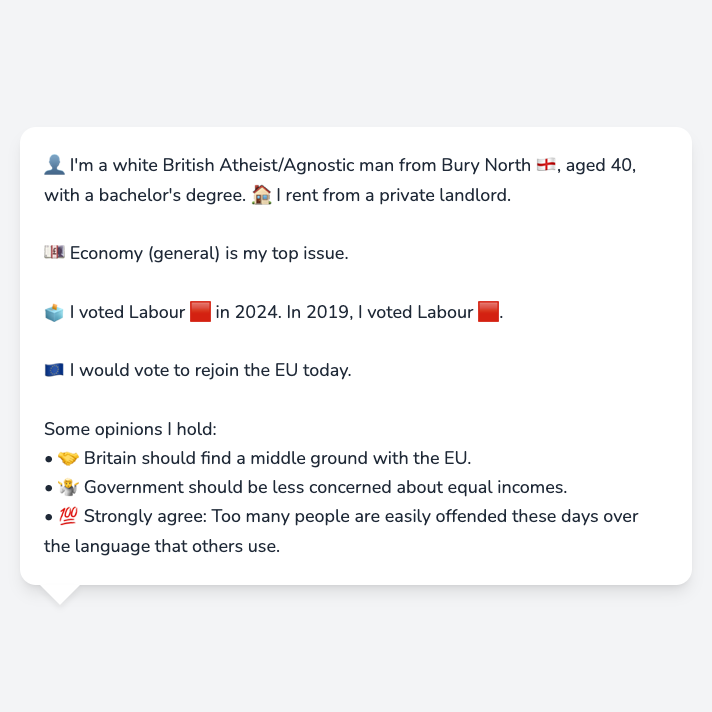 👤 I'm a white British Atheist/Agnostic man from Bury North 🏴󠁧󠁢󠁥󠁮󠁧󠁿, aged 40,
with a bachelor's degree. 🏠 I rent from a private landlord.
💷 Economy (general) is my top issue.
🗳️ I voted Labour 🟥 in 2024. In 2019, I voted Labour 🟥.
🇪🇺 I would vote to rejoin the EU today.
Some opinions I hold:
• 🤝 Britain should find a middle ground with the EU.
• 🤷 Government should be less concerned about equal incomes.
• 💯 Strongly agree: Too many people are easily offended these days over
the language that others use.